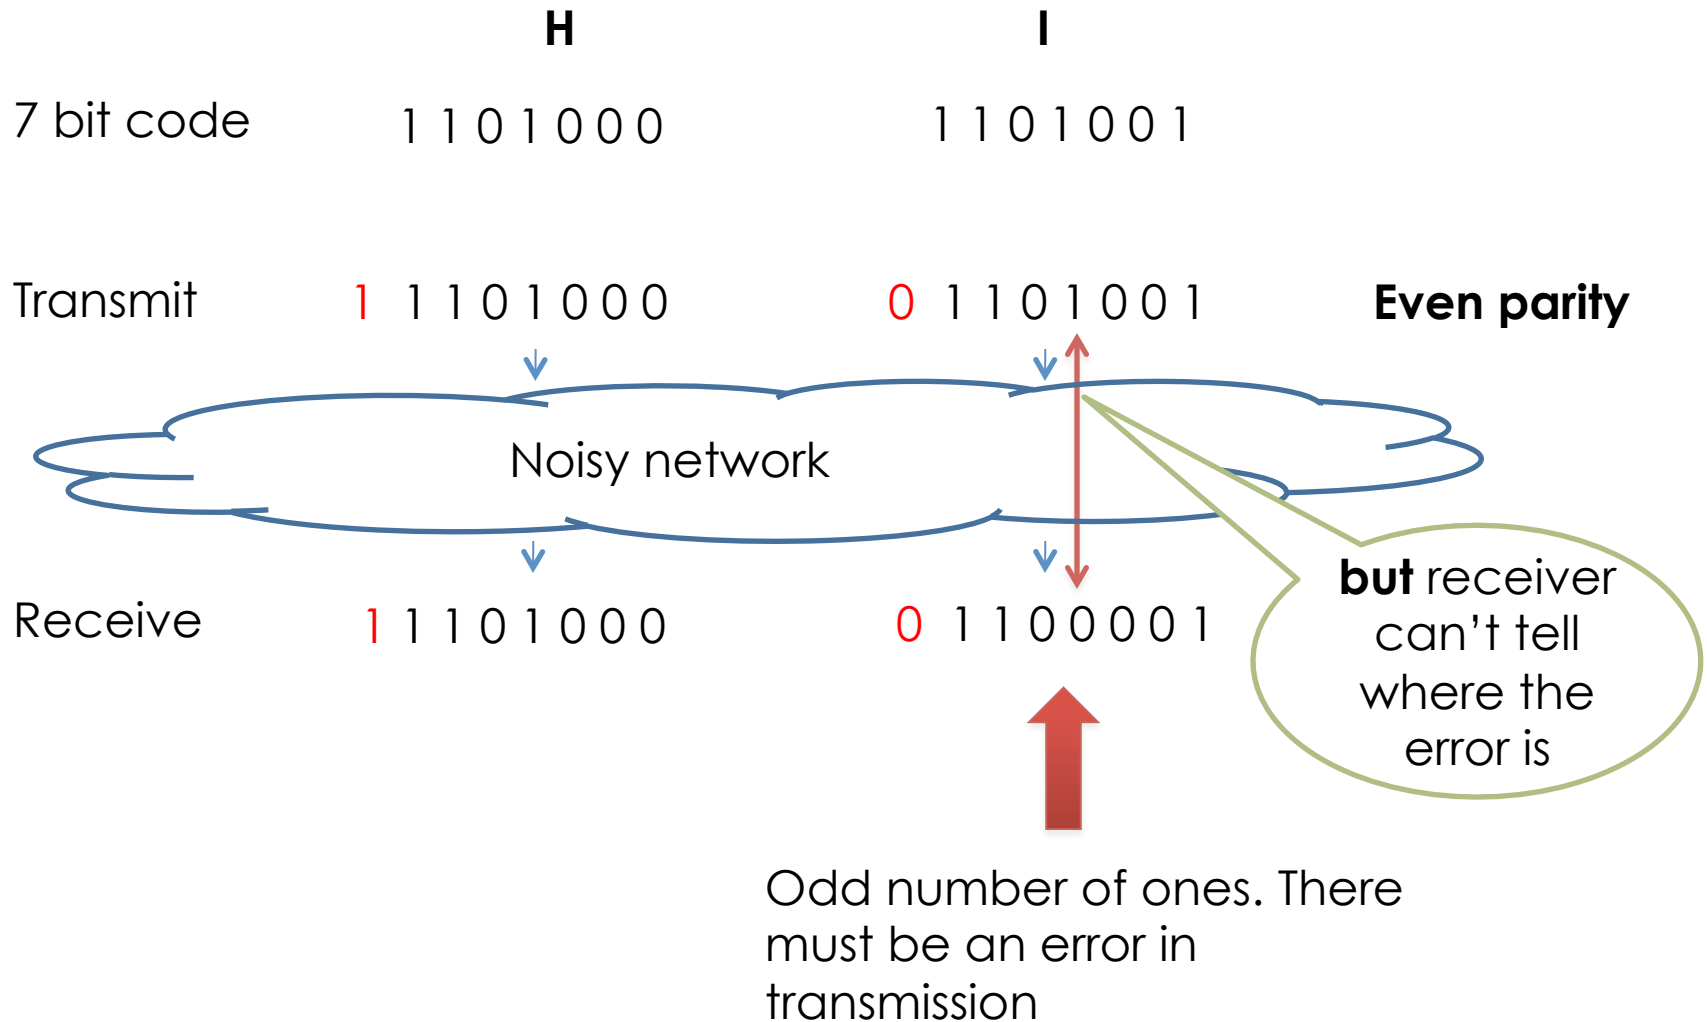 H I
7 bit code 1 1 0 1 0 0 0 1 1 0 1 0 0 1
Transmit 1 1 1 0 1 0 0 0 0 1 1 0 1 0 0 1 Even parity
Noisy network
Receive 1 1 1 0 1 0 0 0 0 1 1 0 0 0 0 1
but receiver
can't tell
where the
error is
Odd number of ones. There
must be an error in
transmission